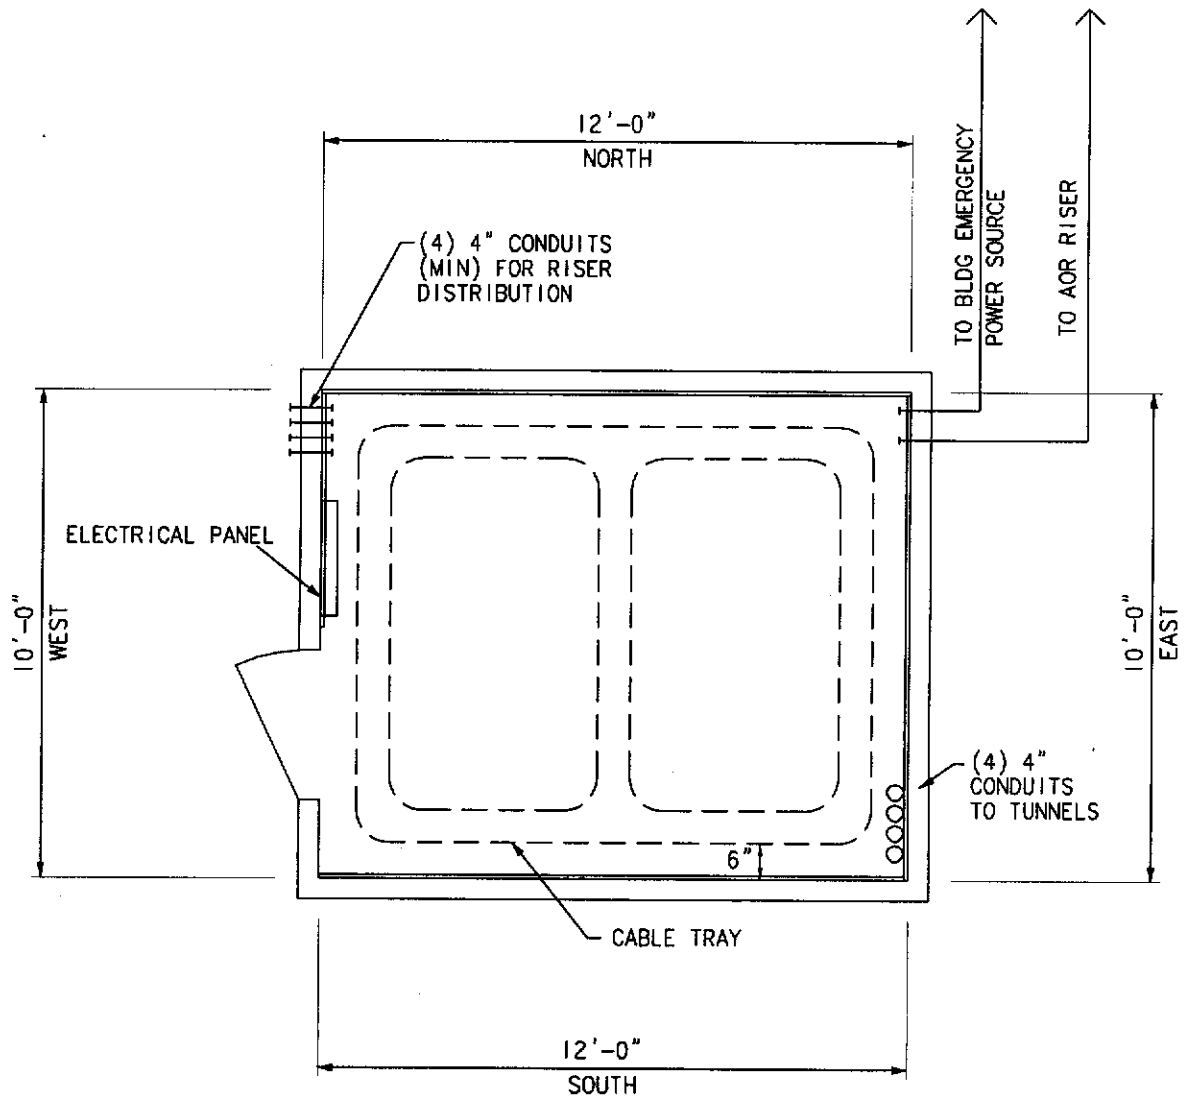 12'-0"
NORTH
TO BLDG EMERGENCY
POWER SOURCE
TO AOR RISER
(4) 4" CONDUITS
(MIN) FOR RISER
DISTRIBUTION
ELECTRICAL PANEL
10'-0"
WEST
10'-0"
EAST
(4) 4"
CONDUITS
TO TUNNELS
6"
CABLE TRAY
12'-0"
SOUTH